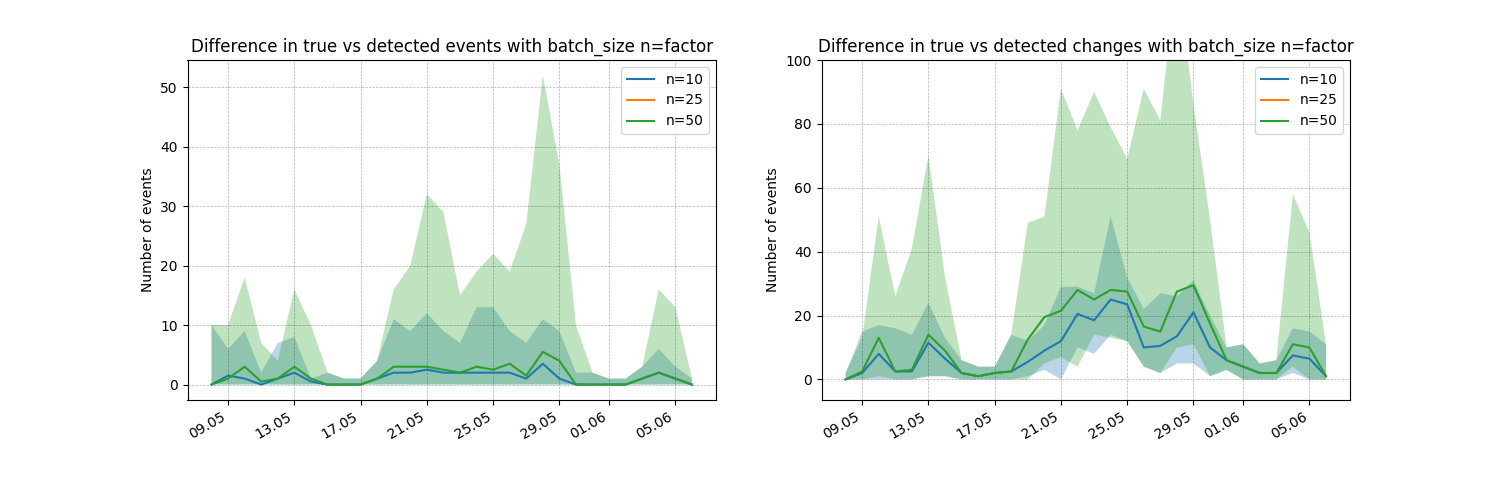 Difference in true vs detected events with batch_size n=factor
Number of events
50
40
30
20
10
0
n=10
n=25
n=50
09.05
13.05
17.05
21.05
25.05
29.05
01.06
05.06
Difference in true vs detected changes with batch_size n=factor
Number of events
100
80
60
40
20
0
n=10
n=25
n=50
09.05
13.05
17.05
21.05
25.05
29.05
01.06
05.06